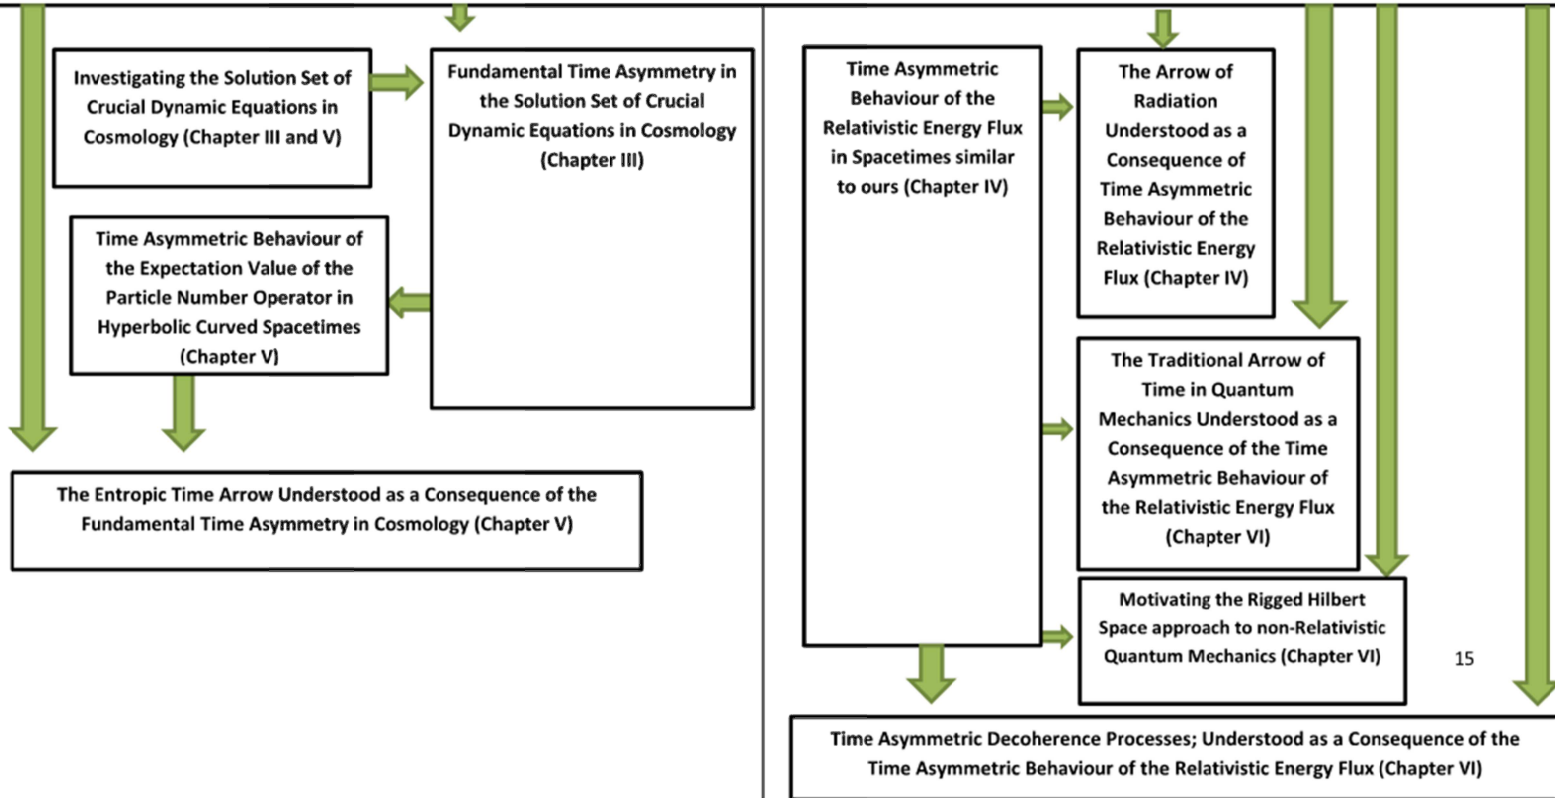 Investigating the Solution Set of
Crucial Dynamic Equations in
Cosmology (Chapter III and V)
Fundamental Time Asymmetry in
the Solution Set of Crucial
Dynamic Equations in Cosmology
(Chapter III)
Time Asymmetric Behaviour of
the Expectation Value of the
Particle Number Operator in
Hyperbolic Curved Spacetimes
(Chapter V)
The Entropic Time Arrow Understood as a Consequence of the
Fundamental Time Asymmetry in Cosmology (Chapter V)
Time Asymmetric
Behaviour of the
Relativistic Energy Flux
in Spacetimes similar
to ours (Chapter IV)
The Arrow of
Radiation
Understood as a
Consequence of
Time Asymmetric
Behaviour of the
Relativistic Energy
Flux (Chapter IV)
The Traditional Arrow of
Time in Quantum
Mechanics Understood as a
Consequence of the Time
Asymmetric Behaviour of
the Relativistic Energy Flux
(Chapter VI)
Motivating the Rigged Hilbert
Space approach to non-Relativistic
Quantum Mechanics (Chapter VI)
15
Time Asymmetric Decoherence Processes; Understood as a Consequence of the
Time Asymmetric Behaviour of the Relativistic Energy Flux (Chapter VI)